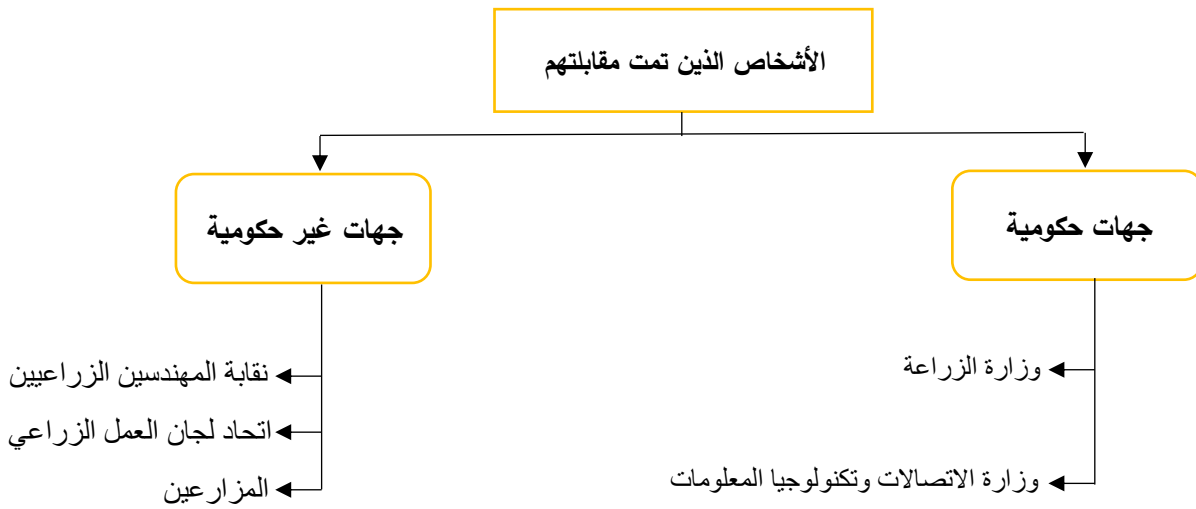 الأشخاص الذين تمت مقابلتهم
جهات حكومية
وزارة الزراعة
وزارة الاتصالات وتكنولوجيا المعلومات
جهات غير حكومية
نقابة المهندسين الزراعيين
اتحاد لجان العمل الزراعي
المزارعين